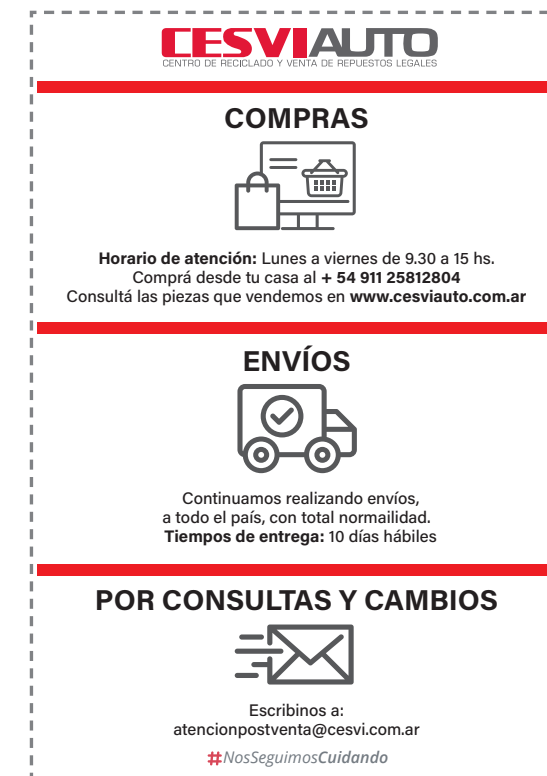 CESVIAUTO
CENTRO DE RECICLADO Y VENTA DE REPUESTOS LEGALES
COMPRAS
Horario de atención: Lunes a viernes de 9.30 a 15 hs.
Comprá desde tu casa al + 54 911 25812804
Consultá las piezas que vendemos en www.cesviauto.com.ar
ENVÍOS
Continuamos realizando envíos,
a todo el país, con total normailidad.
Tiempos de entrega: 10 días hábiles
POR CONSULTAS Y CAMBIOS
Escribinos a:
atencionpostventa@cesvi.com.ar
#NosSeguimosCuidando